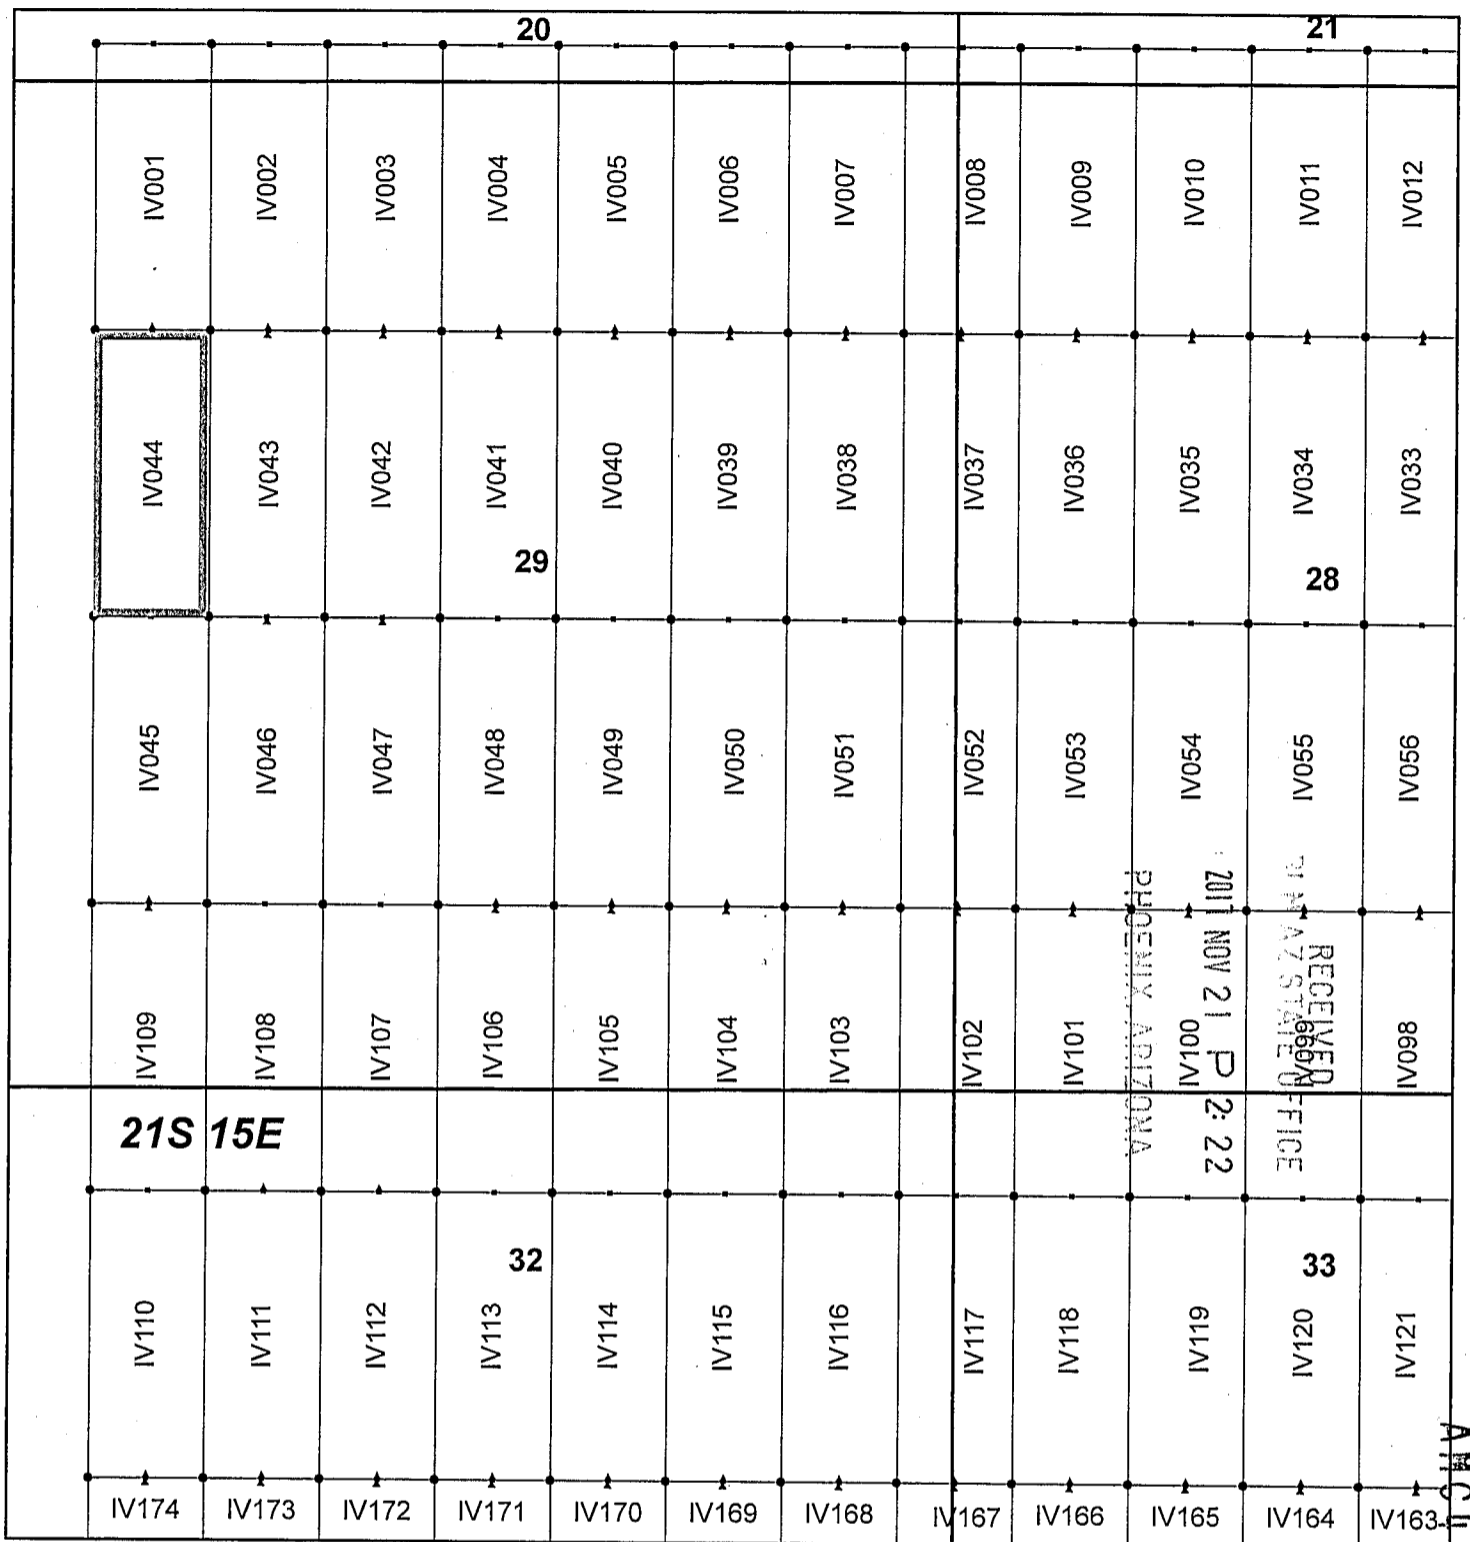 20 21
IV001 IV002 IV003 IV004 IV005 IV006 IV007 IV008 IV009 IV010 IV011 IV012
IV044 IV043 IV042 IV041 IV040 IV039 IV038 IV037 IV036 IV035 IV034 IV033
29 28
IV045 IV046 IV047 IV048 IV049 IV050 IV051 IV052 IV053 IV054 IV055 IV056
IV109 IV108 IV107 IV106 IV105 IV104 IV103 IV102 IV101 IV100 IV099 IV098
RECEIVED
AZ STATE OFFICE
NOV 21 P 2:22
PHOENIX, ARIZONA
21S 15E
32 33
IV110 IV111 IV112 IV113 IV114 IV115 IV116 IV117 IV118 IV119 IV120 IV121
IV174 IV173 IV172 IV171 IV170 IV169 IV168 IV167 IV166 IV165 IV164 IV163